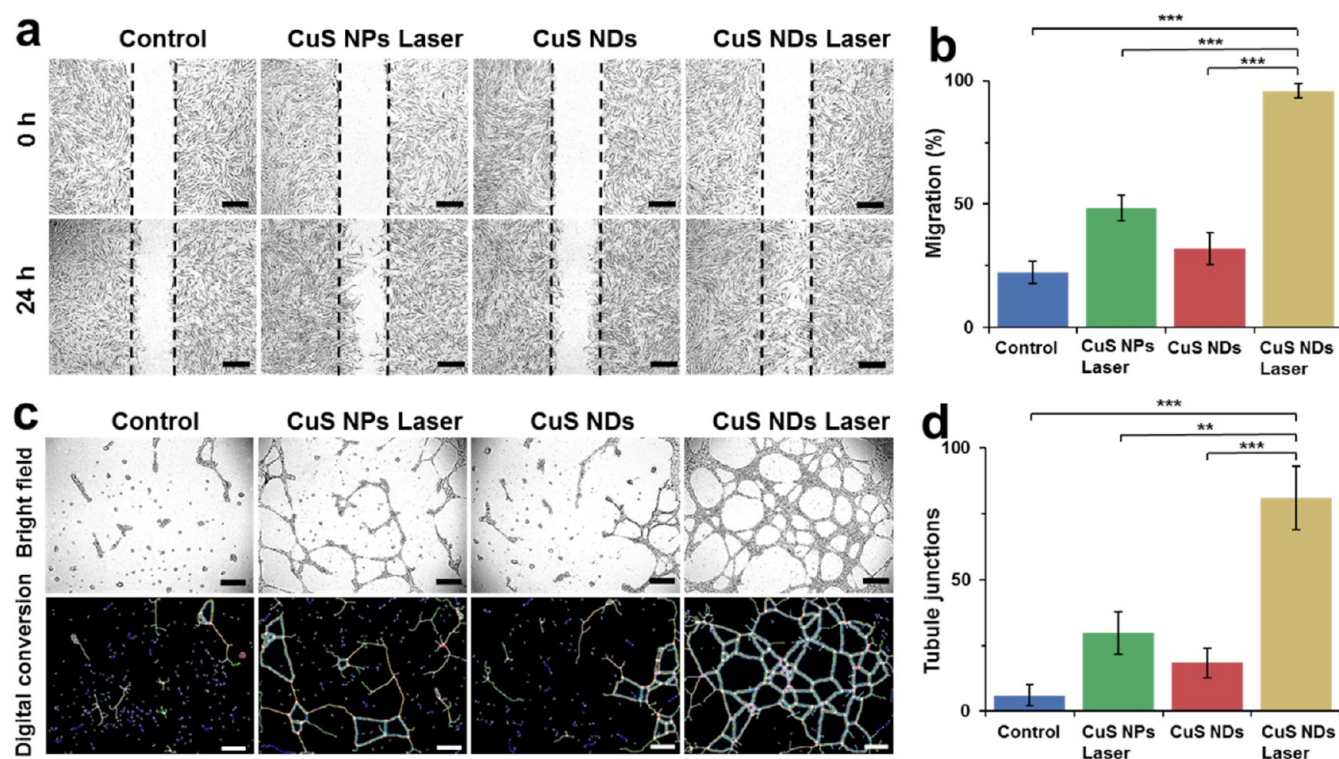 a
Control
CuS NPs Laser
CuS NDs
CuS NDs Laser
0 h
24 h
b
***
***
***
100
50
0
Migration (%)
Control
CuS NPs
Laser
CuS NDs
CuS NDs
Laser
c
Control
CuS NPs Laser
CuS NDs
CuS NDs Laser
Bright field
Digital conversion
d
***
**
***
100
50
0
Tubule junctions
Control
CuS NPs
Laser
CuS NDs
CuS NDs
Laser